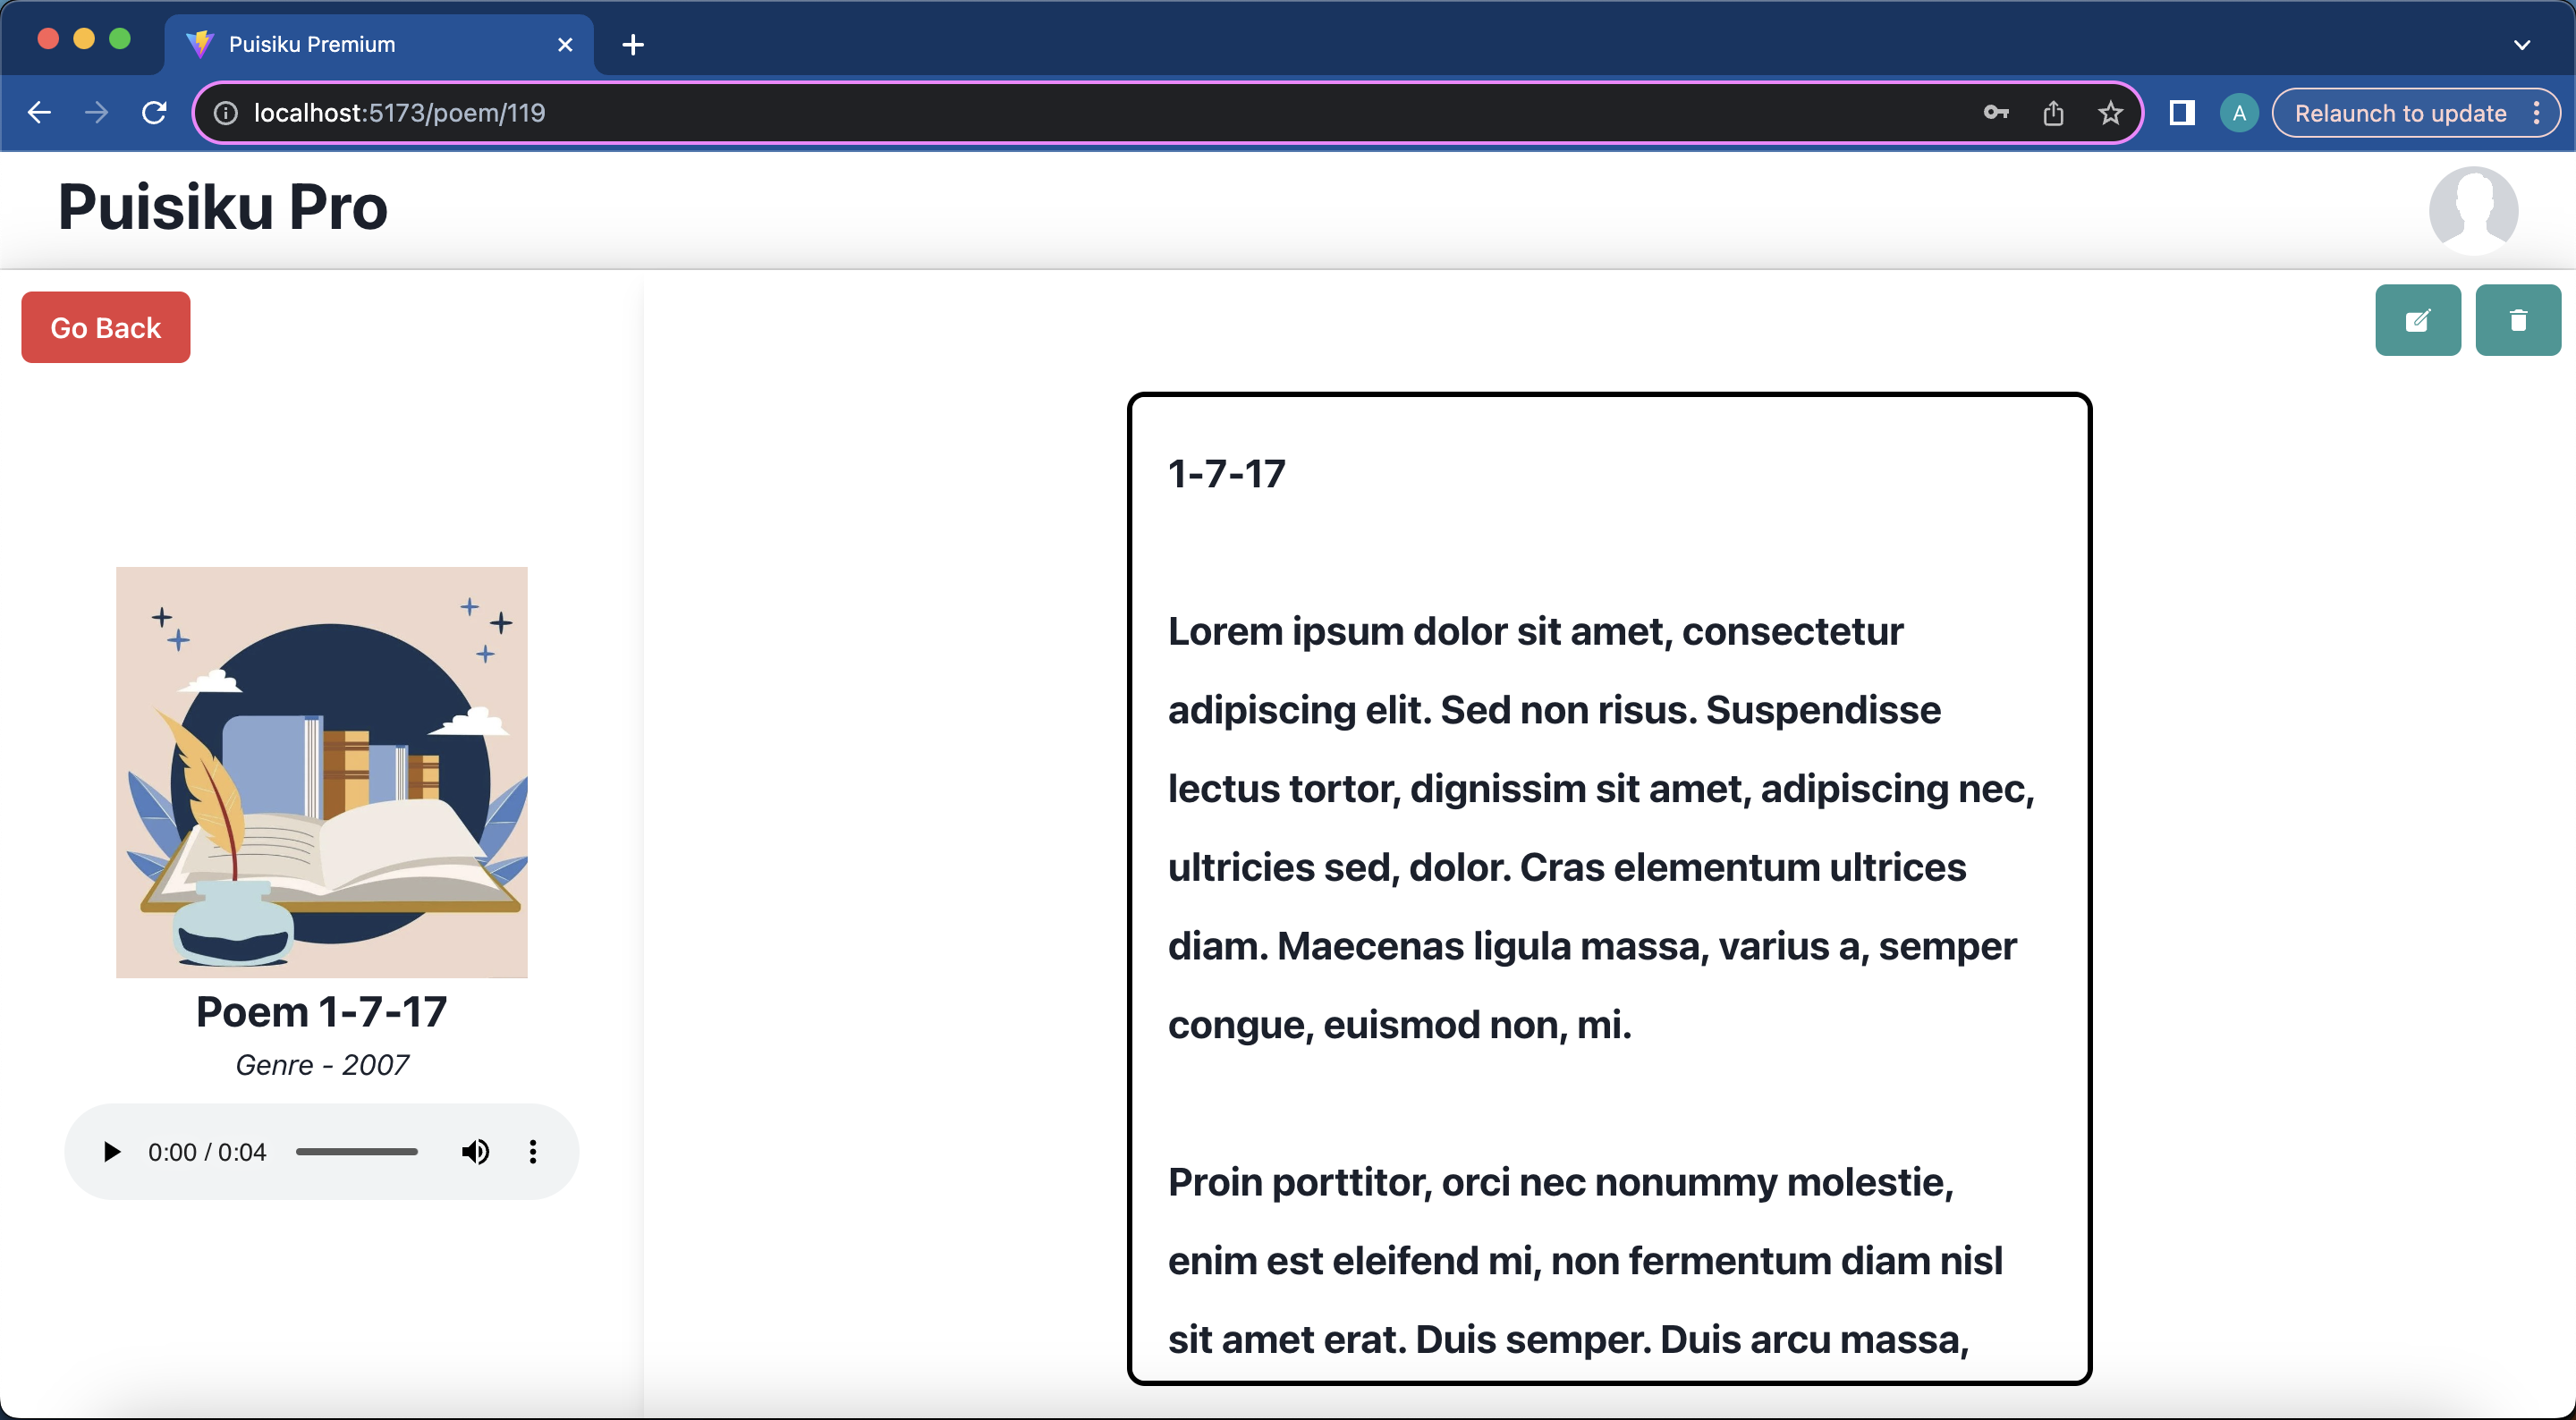 Puisiku Premium
localhost:5173/poem/119
A
Relaunch to update
Puisiku Pro
Go Back
Poem 1-7-17
Genre - 2007
0:00 / 0:04
1-7-17
Lorem ipsum dolor sit amet, consectetur
adipiscing elit. Sed non risus. Suspendisse
lectus tortor, dignissim sit amet, adipiscing nec,
ultricies sed, dolor. Cras elementum ultrices
diam. Maecenas ligula massa, varius a, semper
congue, euismod non, mi.
Proin porttitor, orci nec nonummy molestie,
enim est eleifend mi, non fermentum diam nisl
sit amet erat. Duis semper. Duis arcu massa,